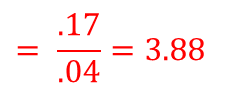 = .17/.04 = 3.88